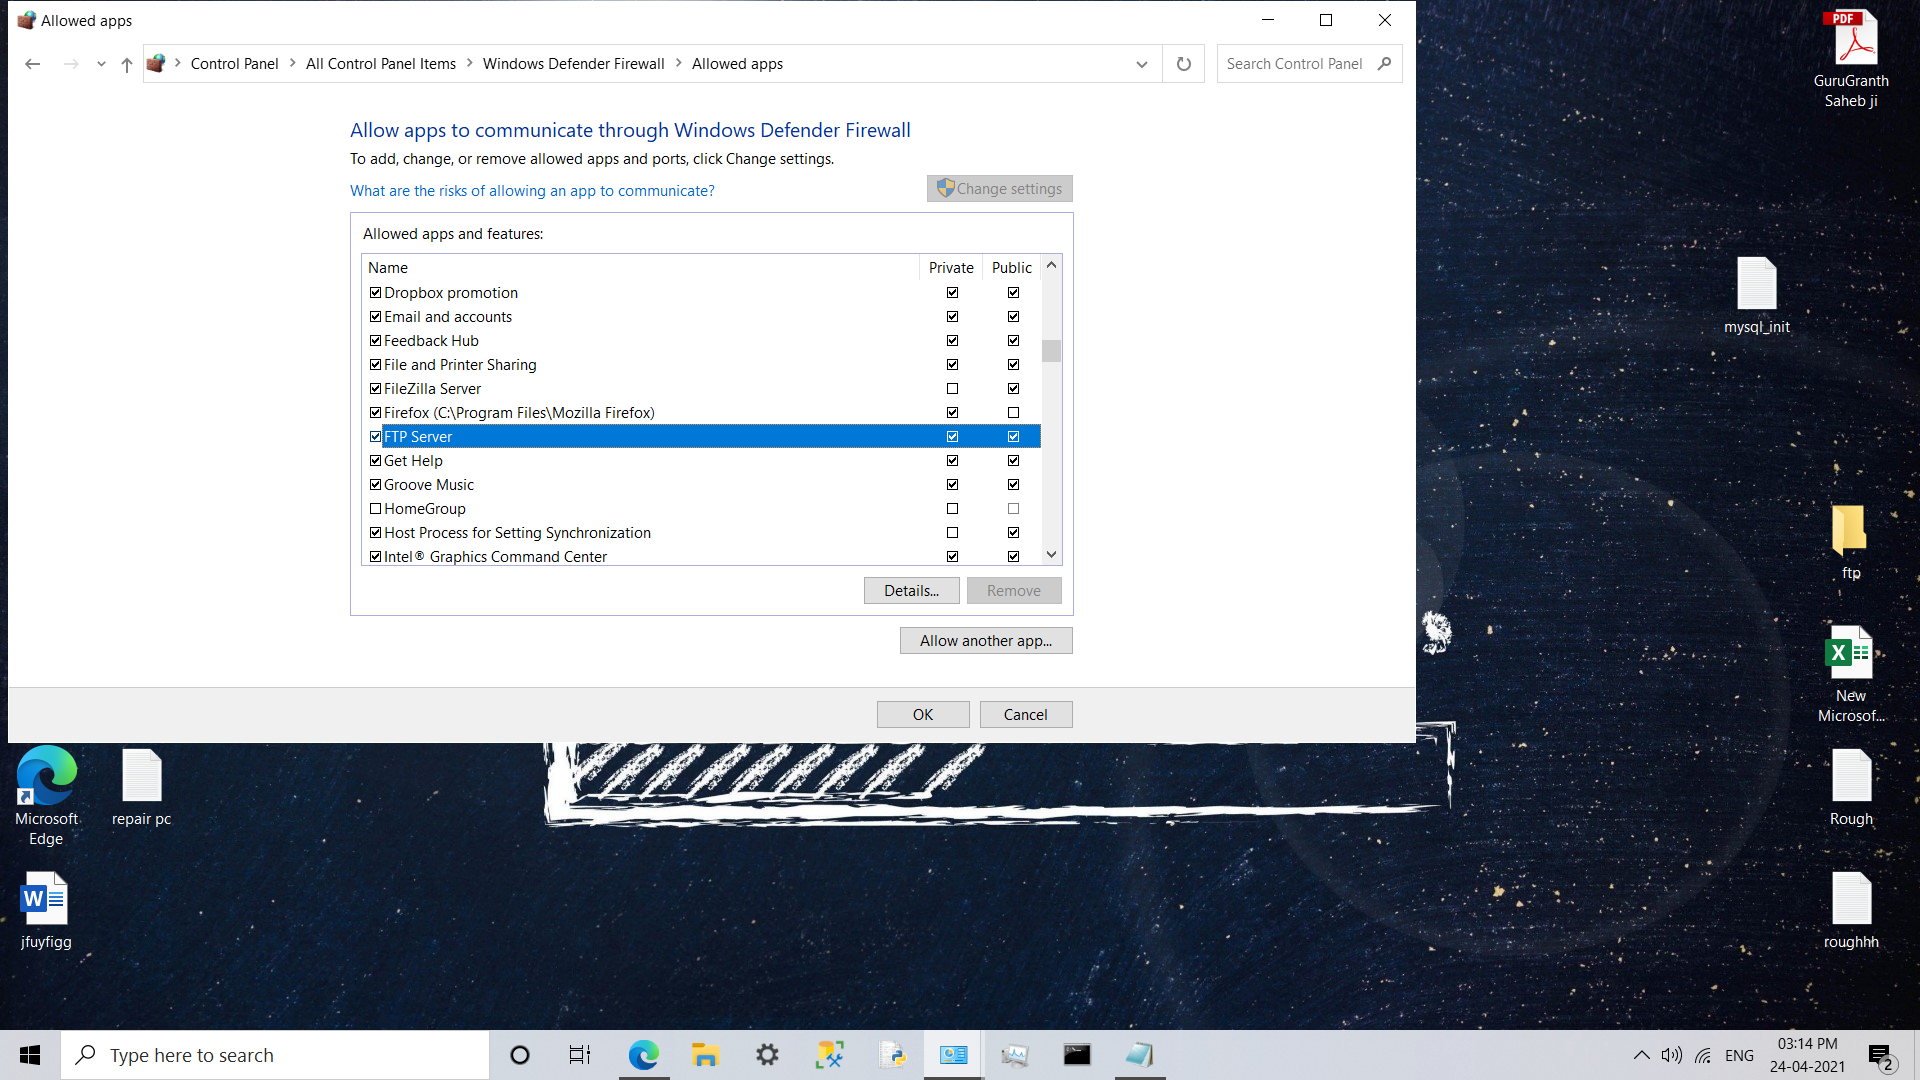 Allowed apps
Control Panel > All Control Panel Items > Windows Defender Firewall > Allowed apps
Search Control Panel
Allow apps to communicate through Windows Defender Firewall
To add, change, or remove allowed apps and ports, click Change settings.
What are the risks of allowing an app to communicate?
Change settings
Allowed apps and features:
Name Private Public
Dropbox promotion
Email and accounts
Feedback Hub
File and Printer Sharing
FileZilla Server
Firefox (C:\Program Files\Mozilla Firefox)
FTP Server
Get Help
Groove Music
HomeGroup
Host Process for Setting Synchronization
Intel® Graphics Command Center
Details...
Remove
Allow another app...
OK
Cancel
PDF
GuruGranth
Saheb ji
mysql_init
ftp
X
New
Microsof...
Rough
roughhh
Microsoft
Edge
repair pc
W
jfuyfigg
Type here to search
ENG
03:14 PM
24-04-2021
2